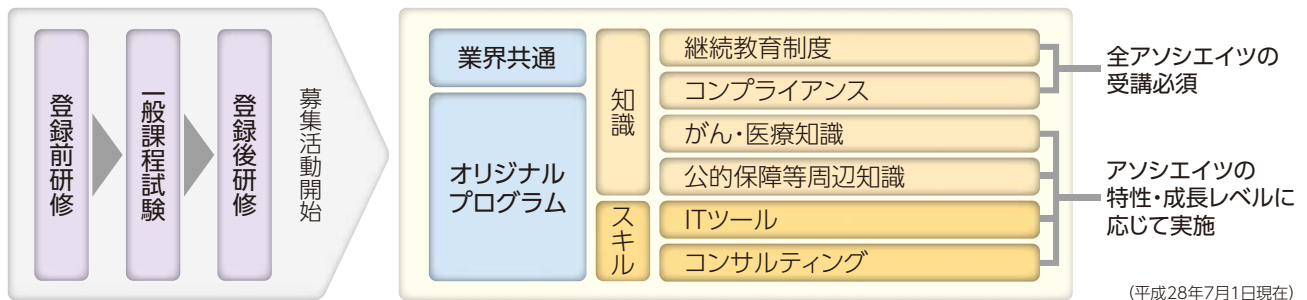 登録前研修
一般課程試験
登録後研修
募集活動開始
業界共通
オリジナル
プログラム
知識
スキル
継続教育制度
コンプライアンス
がん・医療知識
公的保障等周辺知識
ITツール
コンサルティング
全アソシエイツの
受講必須
アソシエイツの
特性・成長レベルに
応じて実施
(平成28年7月1日現在)